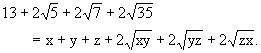 13 + 2√5 + 2√7 + 2√35
= x + y + z + 2√xy + 2√yz + 2√zx.